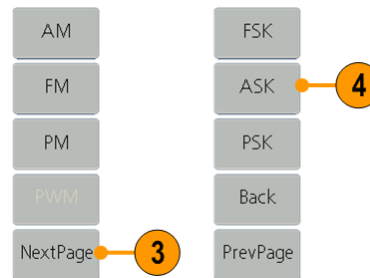 AM
FM
PM
PWM
NextPage
3
FSK
ASK
4
PSK
Back
PrevPage